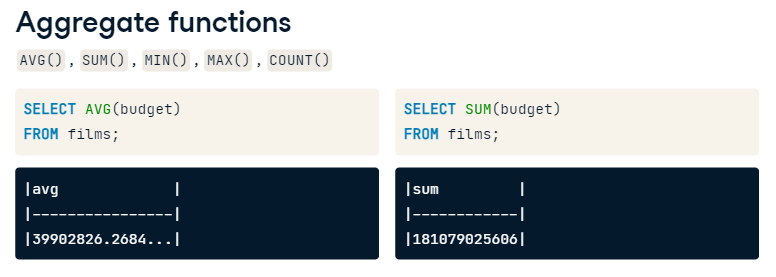 Aggregate functions
AVG() , SUM() , MIN() , MAX() , COUNT()
SELECT AVG(budget)
FROM films;
|avg             |
|----------------|
|39902826.2684...|
SELECT SUM(budget)
FROM films;
|sum         |
|------------|
|181079025606|